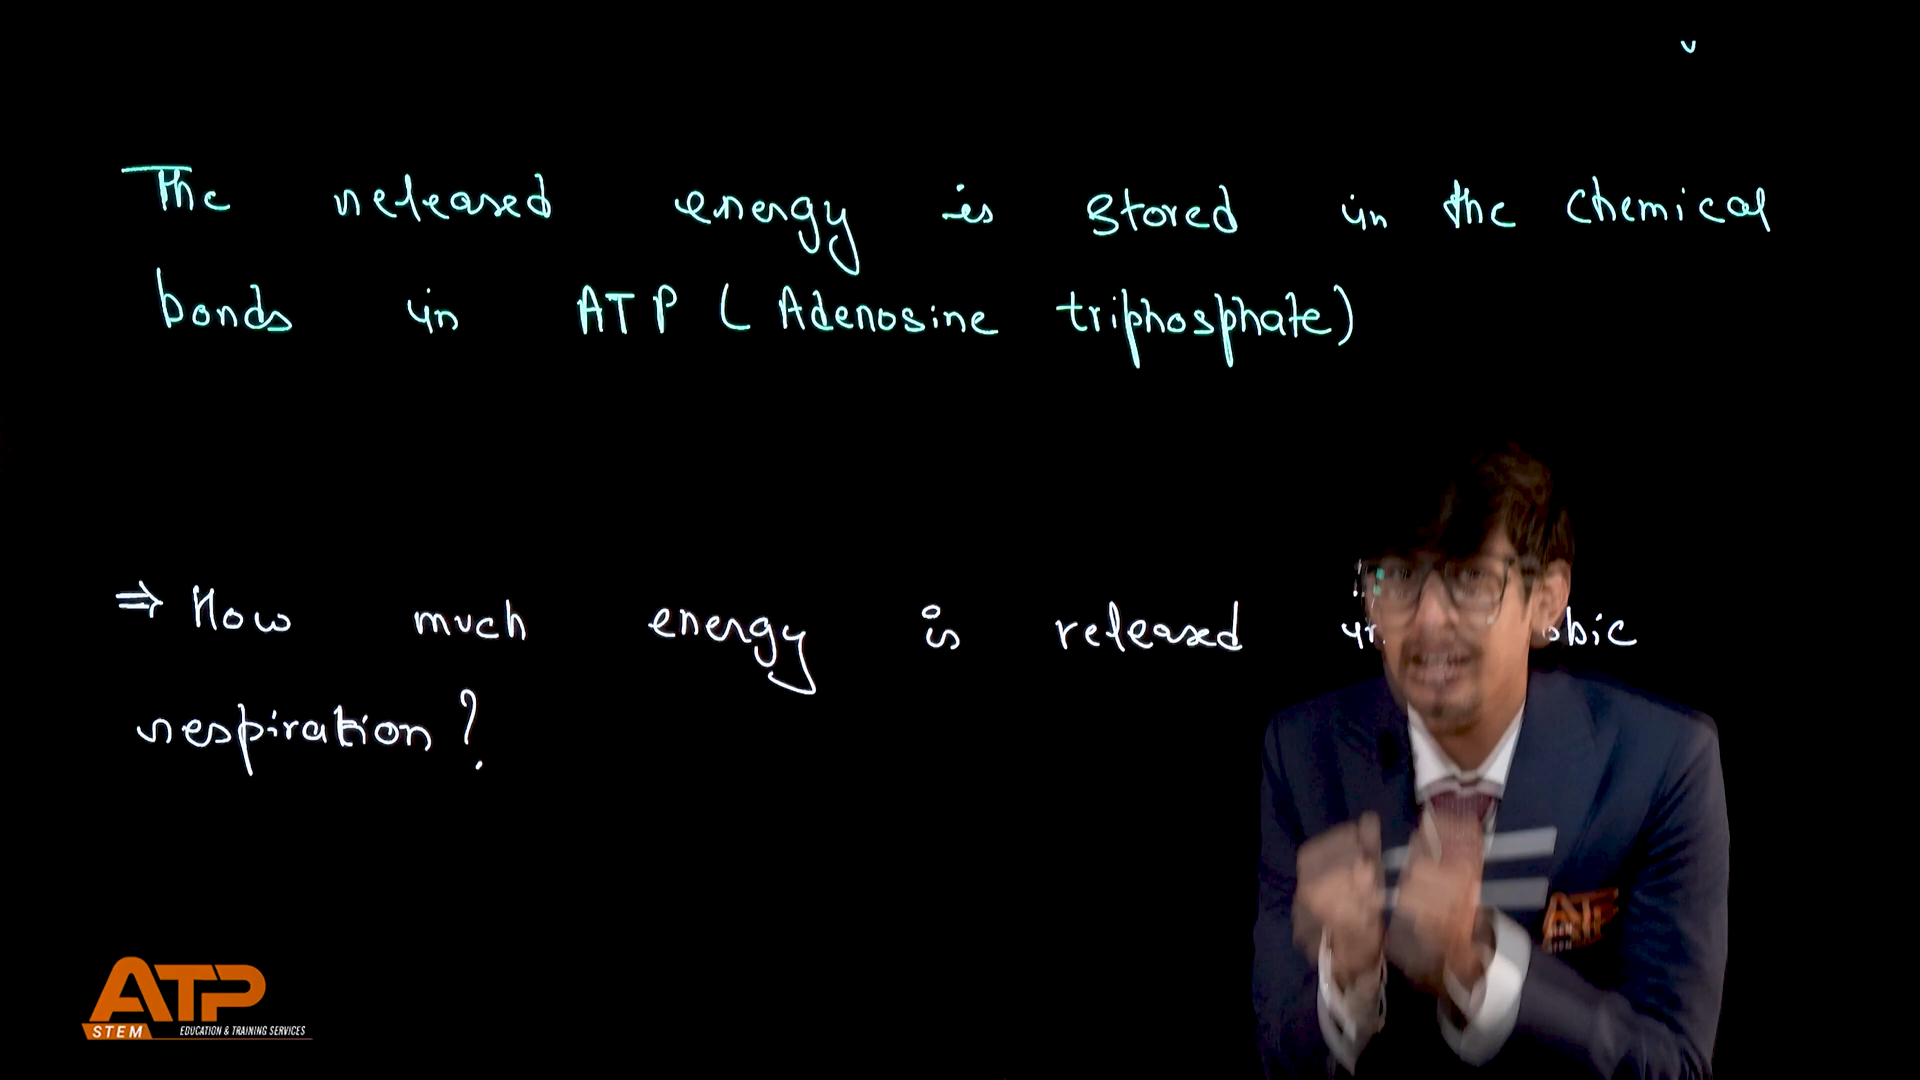 The released energy is stored in the chemical
bonds in ATP (Adenosine triphosphate)
⇒ How much energy is released
respiration?
ATP
ATP
STEM EDUCATION & TRAINING SERVICES